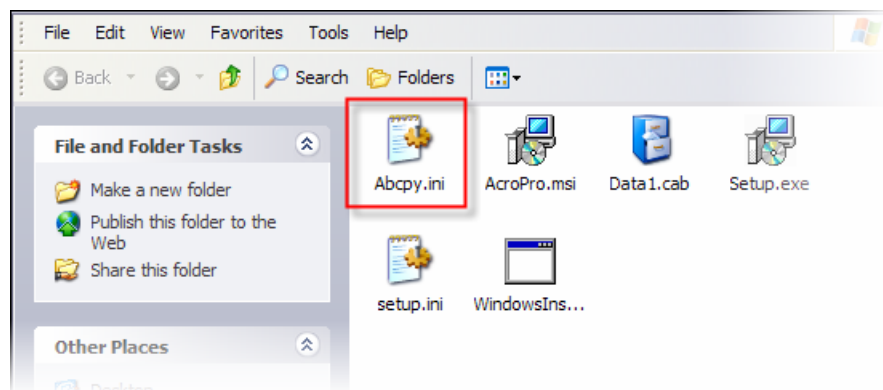 File Edit View Favorites Tools Help
Back Search Folders
File and Folder Tasks
Make a new folder
Publish this folder to the
Web
Share this folder
Other Places
Desktop
Abcpy.ini AcroPro.msi Data1.cab Setup.exe
setup.ini WindowsIns...